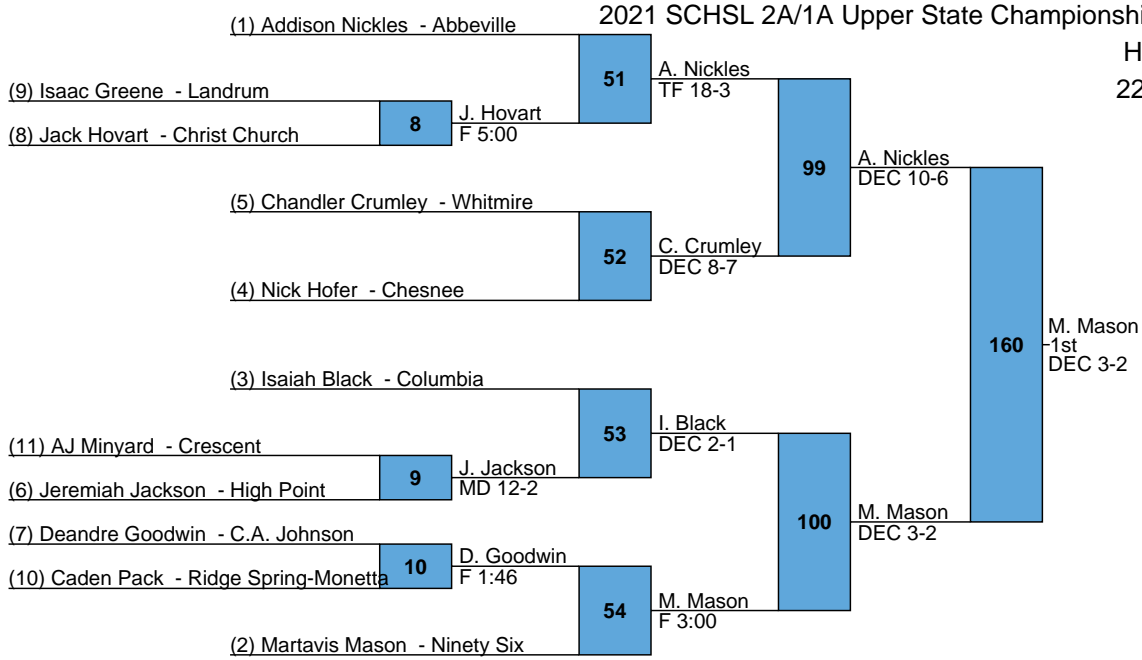 2021 SCHSL 2A/1A Upper State Championshi
H
22
(1) Addison Nickles - Abbeville
51
A. Nickles
TF 18-3
(9) Isaac Greene - Landrum
8
J. Hovart
F 5:00
(8) Jack Hovart - Christ Church
99
A. Nickles
DEC 10-6
(5) Chandler Crumley - Whitmire
52
C. Crumley
DEC 8-7
(4) Nick Hofer - Chesnee
160
M. Mason
1st
DEC 3-2
(3) Isaiah Black - Columbia
53
I. Black
DEC 2-1
(11) AJ Minyard - Crescent
9
J. Jackson
MD 12-2
(6) Jeremiah Jackson - High Point
100
M. Mason
DEC 3-2
(7) Deandre Goodwin - C.A. Johnson
10
D. Goodwin
F 1:46
(10) Caden Pack - Ridge Spring-Monetta
54
M. Mason
F 3:00
(2) Martavis Mason - Ninety Six